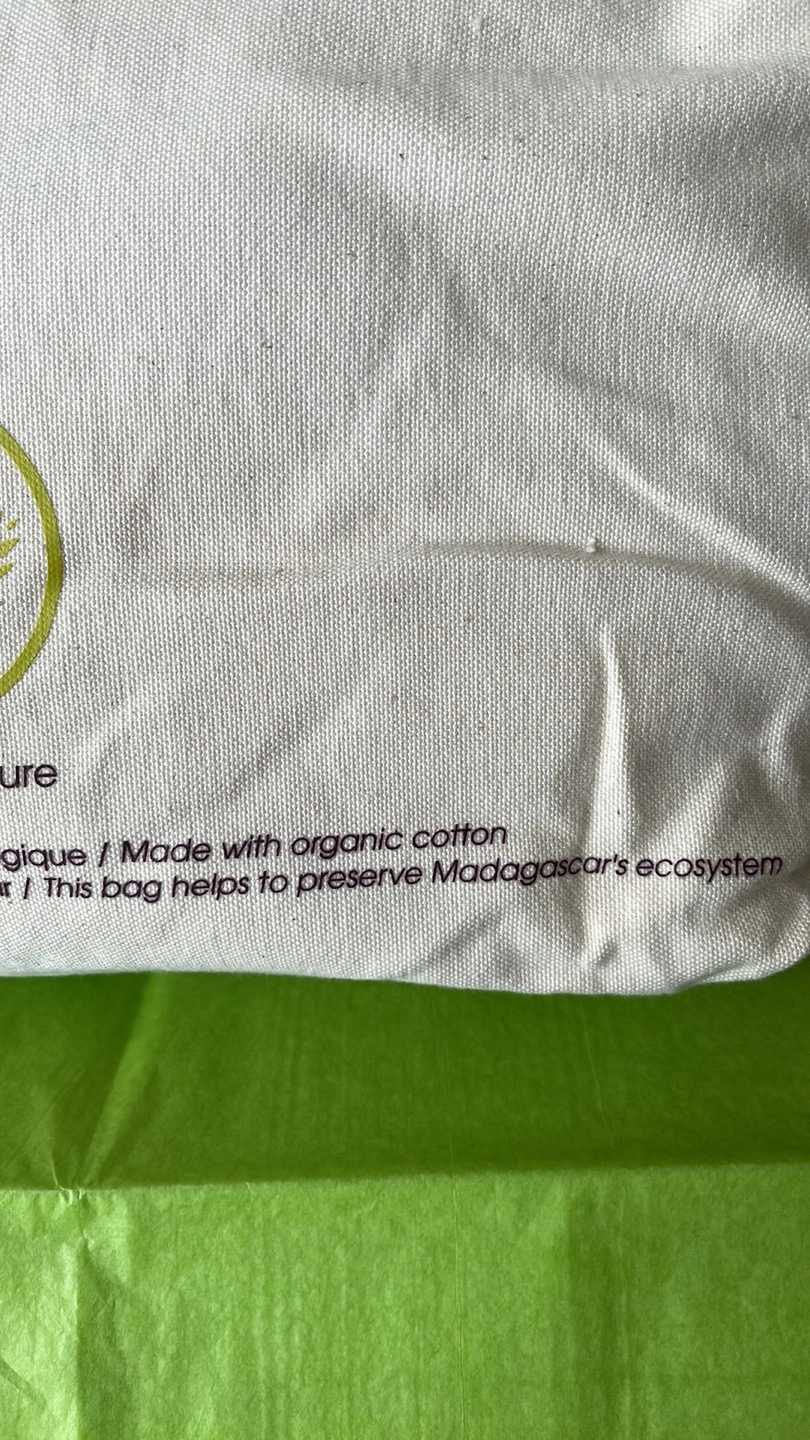 ure
gique / Made with organic cotton
r / This bag helps to preserve Madagascar's ecosystem